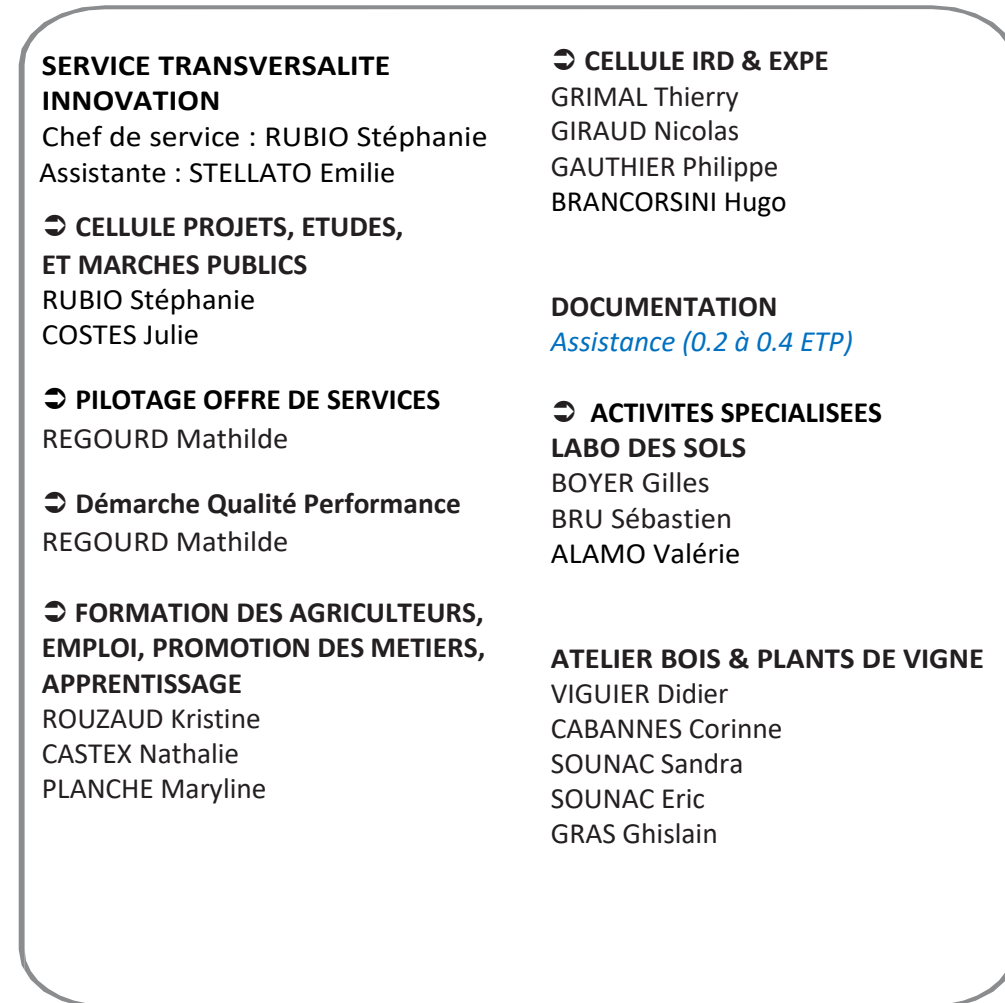 SERVICE TRANSVERSALITE
INNOVATION
Chef de service : RUBIO Stéphanie
Assistante : STELLATO Emilie
➲ CELLULE PROJETS, ETUDES,
ET MARCHES PUBLICS
RUBIO Stéphanie
COSTES Julie
➲ PILOTAGE OFFRE DE SERVICES
REGOURD Mathilde
➲ Démarche Qualité Performance
REGOURD Mathilde
➲ FORMATION DES AGRICULTEURS,
EMPLOI, PROMOTION DES METIERS,
APPRENTISSAGE
ROUZAUD Kristine
CASTEX Nathalie
PLANCHE Maryline
➲ CELLULE IRD & EXPE
GRIMAL Thierry
GIRAUD Nicolas
GAUTHIER Philippe
BRANCORSINI Hugo
DOCUMENTATION
Assistance (0.2 à 0.4 ETP)
➲ ACTIVITES SPECIALISEES
LABO DES SOLS
BOYER Gilles
BRU Sébastien
ALAMO Valérie
ATELIER BOIS & PLANTS DE VIGNE
VIGUIER Didier
CABANNES Corinne
SOUNAC Sandra
SOUNAC Eric
GRAS Ghislain